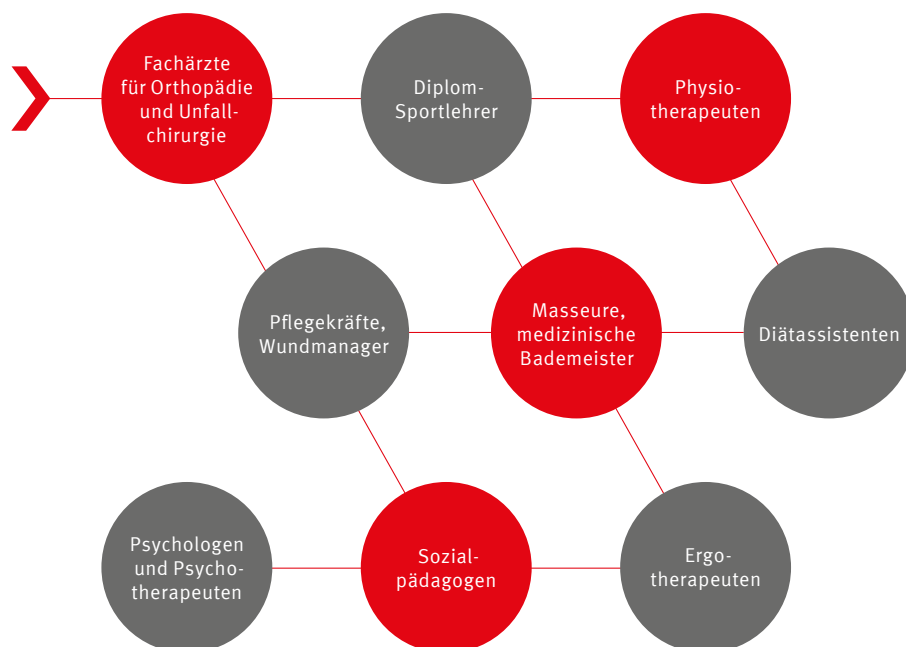 Fachärzte
für Orthopädie
und Unfall-
chirurgie
Diplom-
Sportlehrer
Physio-
therapeuten
Pflegekräfte,
Wundmanager
Masseure,
medizinische
Bademeister
Diätassistenten
Psychologen
und Psycho-
therapeuten
Sozial-
pädagogen
Ergo-
therapeuten